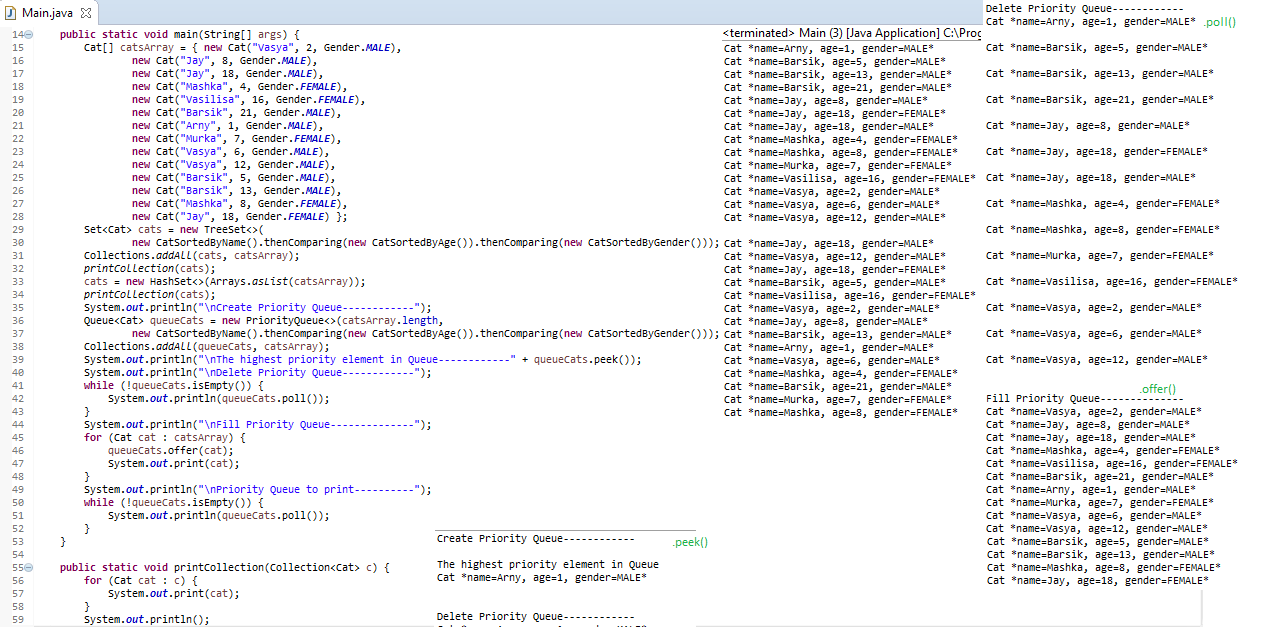 Main.java
14 public static void main(String[] args) {
15 Cat[] catsArray = { new Cat("Vasya", 2, Gender.MALE),
16 new Cat("Jay", 8, Gender.MALE),
17 new Cat("Jay", 18, Gender.MALE),
18 new Cat("Mashka", 4, Gender.FEMALE),
19 new Cat("Vasilisa", 16, Gender.FEMALE),
20 new Cat("Barsik", 21, Gender.MALE),
21 new Cat("Arny", 1, Gender.MALE),
22 new Cat("Murka", 7, Gender.FEMALE),
23 new Cat("Vasya", 6, Gender.MALE),
24 new Cat("Vasya", 12, Gender.MALE),
25 new Cat("Barsik", 5, Gender.MALE),
26 new Cat("Barsik", 13, Gender.MALE),
27 new Cat("Mashka", 8, Gender.FEMALE),
28 new Cat("Jay", 18, Gender.FEMALE) };
29 Set<Cat> cats = new TreeSet<>(
30 new CatSortedByName().thenComparing(new CatSortedByAge()).thenComparing(new CatSortedByGender()));
31 Collections.addAll(cats, catsArray);
32 printCollection(cats);
33 cats = new HashSet<>(Arrays.asList(catsArray));
34 printCollection(cats);
35 System.out.println("\nCreate Priority Queue------------");
36 Queue<Cat> queueCats = new PriorityQueue<>(catsArray.length,
37 new CatSortedByName().thenComparing(new CatSortedByAge()).thenComparing(new CatSortedByGender()));
38 Collections.addAll(queueCats, catsArray);
39 System.out.println("\nThe highest priority element in Queue------------" + queueCats.peek());
40 System.out.println("\nDelete Priority Queue------------");
41 while (!queueCats.isEmpty()) {
42 System.out.println(queueCats.poll());
43 }
44 System.out.println("\nFill Priority Queue--------------");
45 for (Cat cat : catsArray) {
46 queueCats.offer(cat);
47 System.out.print(cat);
48 }
49 System.out.println("\nPriority Queue to print----------");
50 while (!queueCats.isEmpty()) {
51 System.out.println(queueCats.poll());
52 }
53 }
54
55 public static void printCollection(Collection<Cat> c) {
56 for (Cat cat : c) {
57 System.out.print(cat);
58 }
59 System.out.println();
Create Priority Queue------------
.peek()
The highest priority element in Queue
Cat *name=Arny, age=1, gender=MALE*
Delete Priority Queue------------
<terminated> Main (3) [Java Application] C:\Prog
Cat *name=Arny, age=1, gender=MALE*
Cat *name=Barsik, age=5, gender=MALE*
Cat *name=Barsik, age=13, gender=MALE*
Cat *name=Barsik, age=21, gender=MALE*
Cat *name=Jay, age=8, gender=MALE*
Cat *name=Jay, age=18, gender=FEMALE*
Cat *name=Jay, age=18, gender=MALE*
Cat *name=Mashka, age=4, gender=FEMALE*
Cat *name=Mashka, age=8, gender=FEMALE*
Cat *name=Murka, age=7, gender=FEMALE*
Cat *name=Vasilisa, age=16, gender=FEMALE*
Cat *name=Vasya, age=2, gender=MALE*
Cat *name=Vasya, age=6, gender=MALE*
Cat *name=Vasya, age=12, gender=MALE*
Cat *name=Jay, age=18, gender=MALE*
Cat *name=Vasya, age=12, gender=MALE*
Cat *name=Jay, age=18, gender=FEMALE*
Cat *name=Barsik, age=5, gender=MALE*
Cat *name=Vasilisa, age=16, gender=FEMALE*
Cat *name=Vasya, age=2, gender=MALE*
Cat *name=Jay, age=8, gender=MALE*
Cat *name=Barsik, age=13, gender=MALE*
Cat *name=Arny, age=1, gender=MALE*
Cat *name=Vasya, age=6, gender=MALE*
Cat *name=Mashka, age=4, gender=FEMALE*
Cat *name=Barsik, age=21, gender=MALE*
Cat *name=Murka, age=7, gender=FEMALE*
Cat *name=Mashka, age=8, gender=FEMALE*
Delete Priority Queue------------
Cat *name=Arny, age=1, gender=MALE* .poll()
Cat *name=Barsik, age=5, gender=MALE*
Cat *name=Barsik, age=13, gender=MALE*
Cat *name=Barsik, age=21, gender=MALE*
Cat *name=Jay, age=8, gender=MALE*
Cat *name=Jay, age=18, gender=FEMALE*
Cat *name=Jay, age=18, gender=MALE*
Cat *name=Mashka, age=4, gender=FEMALE*
Cat *name=Mashka, age=8, gender=FEMALE*
Cat *name=Murka, age=7, gender=MALE*
Cat *name=Vasilisa, age=16, gender=FEMALE*
Cat *name=Vasya, age=2, gender=MALE*
Cat *name=Vasya, age=6, gender=MALE*
Cat *name=Vasya, age=12, gender=MALE*
.offer()
Fill Priority Queue--------------
Cat *name=Vasya, age=2, gender=MALE*
Cat *name=Jay, age=8, gender=MALE*
Cat *name=Jay, age=18, gender=MALE*
Cat *name=Mashka, age=4, gender=FEMALE*
Cat *name=Vasilisa, age=16, gender=FEMALE*
Cat *name=Barsik, age=21, gender=MALE*
Cat *name=Arny, age=1, gender=MALE*
Cat *name=Murka, age=7, gender=FEMALE*
Cat *name=Vasya, age=6, gender=MALE*
Cat *name=Vasya, age=12, gender=MALE*
Cat *name=Barsik, age=5, gender=MALE*
Cat *name=Barsik, age=13, gender=MALE*
Cat *name=Mashka, age=8, gender=FEMALE*
Cat *name=Jay, age=18, gender=FEMALE*